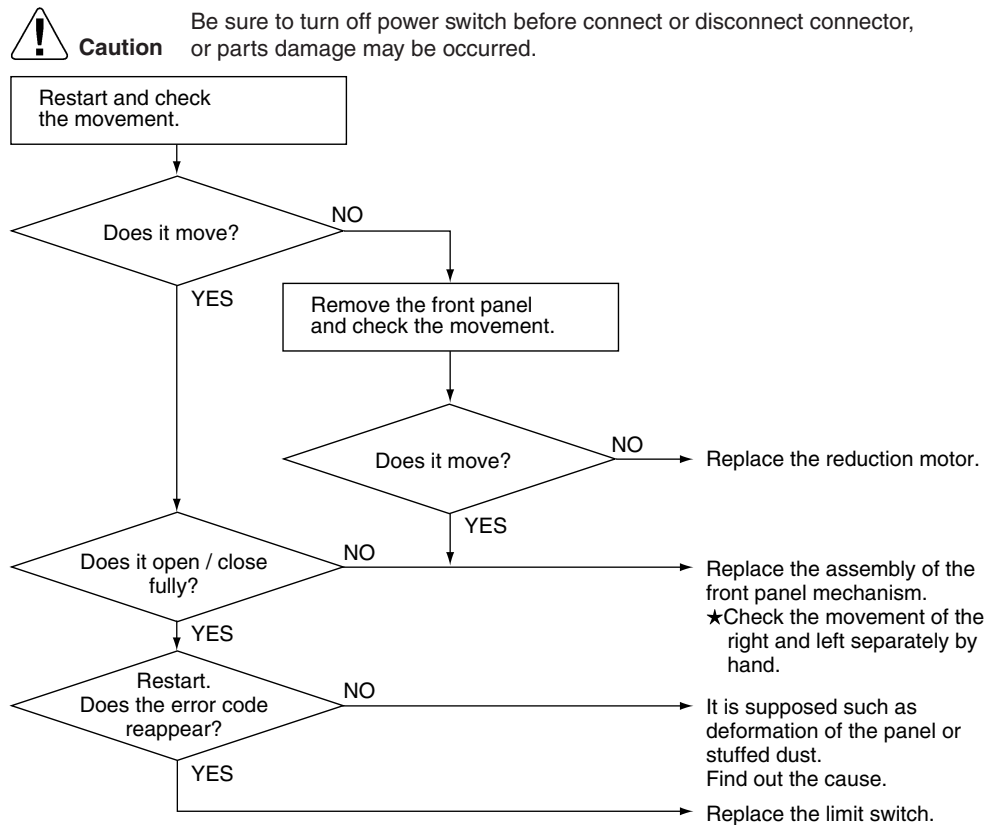 Be sure to turn off power switch before connect or disconnect connector,
Caution or parts damage may be occurred.
Restart and check
the movement.
Does it move?
NO
YES
Remove the front panel
and check the movement.
Does it move?
NO
Replace the reduction motor.
YES
Does it open / close
fully?
NO
Replace the assembly of the
front panel mechanism.
★Check the movement of the
right and left separately by
hand.
YES
Restart.
Does the error code
reappear?
NO
It is supposed such as
deformation of the panel or
stuffed dust.
Find out the cause.
YES
Replace the limit switch.